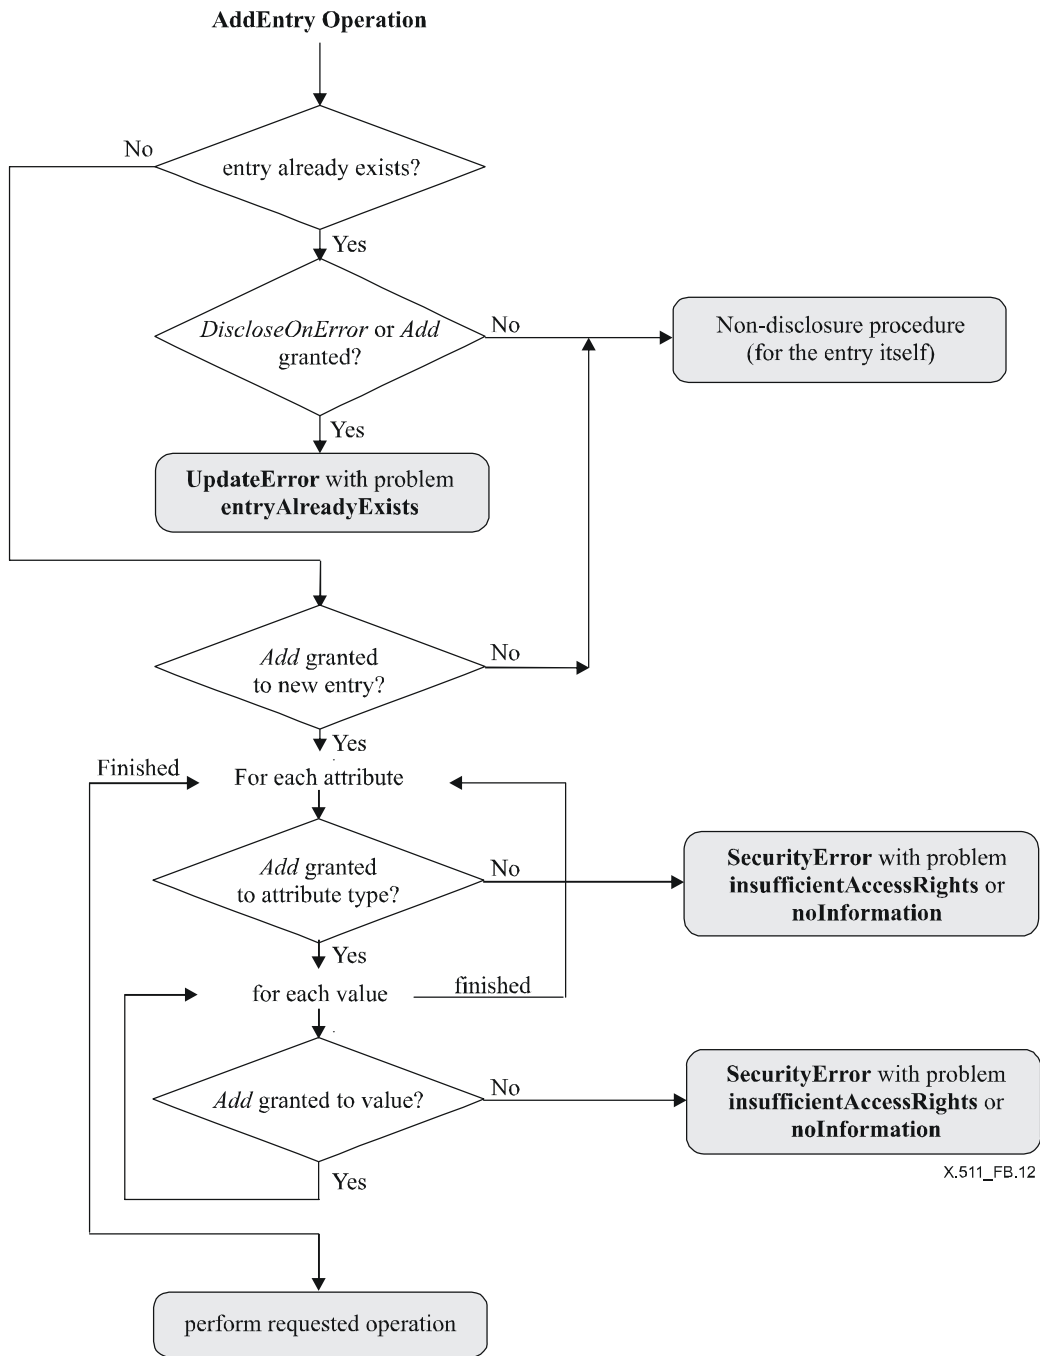 AddEntry Operation
No
entry already exists?
Yes
DiscloseOnError or Add
granted?
No
Non-disclosure procedure
(for the entry itself)
Yes
UpdateError with problem
entryAlreadyExists
Add granted
to new entry?
No
Yes
Finished
For each attribute
Add granted
to attribute type?
No
SecurityError with problem
insufficientAccessRights or
noInformation
Yes
for each value
finished
Add granted to value?
No
SecurityError with problem
insufficientAccessRights or
noInformation
Yes
X.511_FB.12
perform requested operation